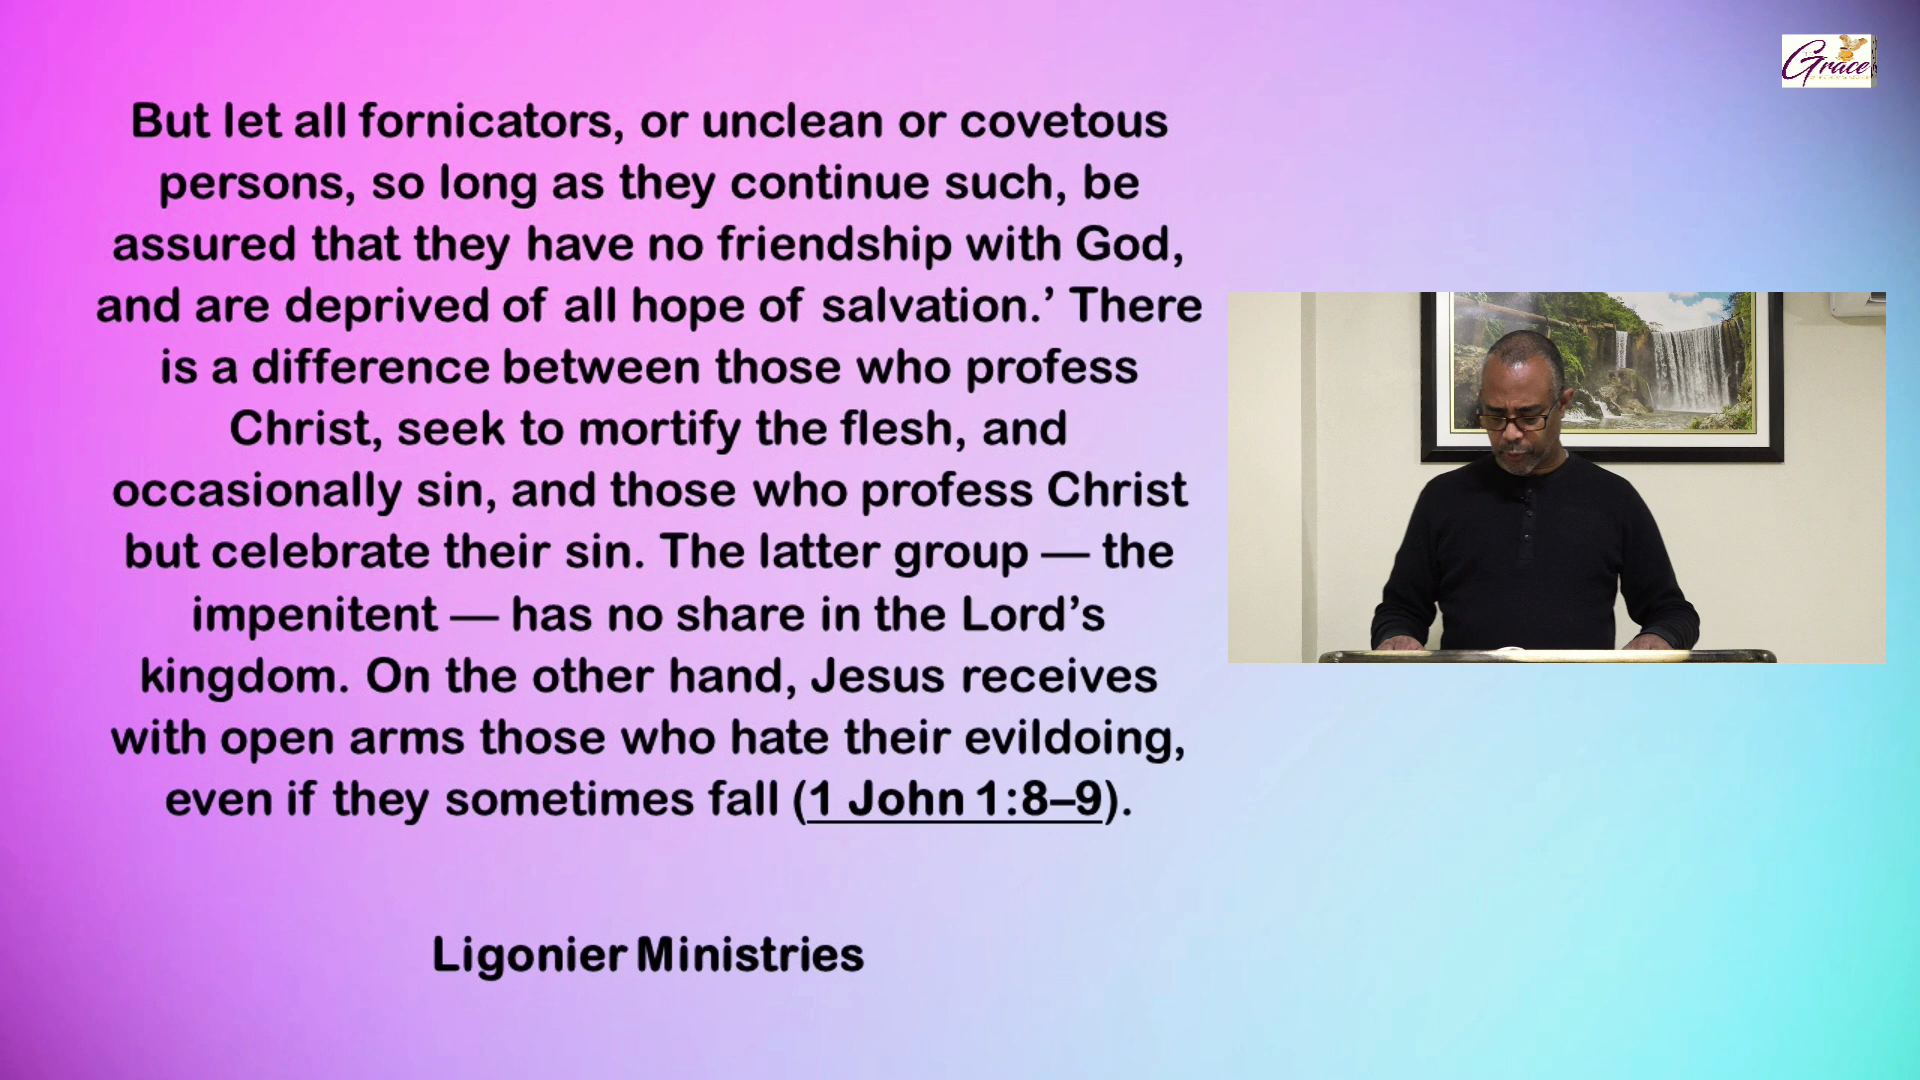 But let all fornicators, or unclean or covetous
persons, so long as they continue such, be
assured that they have no friendship with God,
and are deprived of all hope of salvation.’ There
is a difference between those who profess
Christ, seek to mortify the flesh, and
occasionally sin, and those who profess Christ
but celebrate their sin. The latter group — the
impenitent — has no share in the Lord’s
kingdom. On the other hand, Jesus receives
with open arms those who hate their evildoing,
even if they sometimes fall (1 John 1:8–9).
Ligonier Ministries
Grace